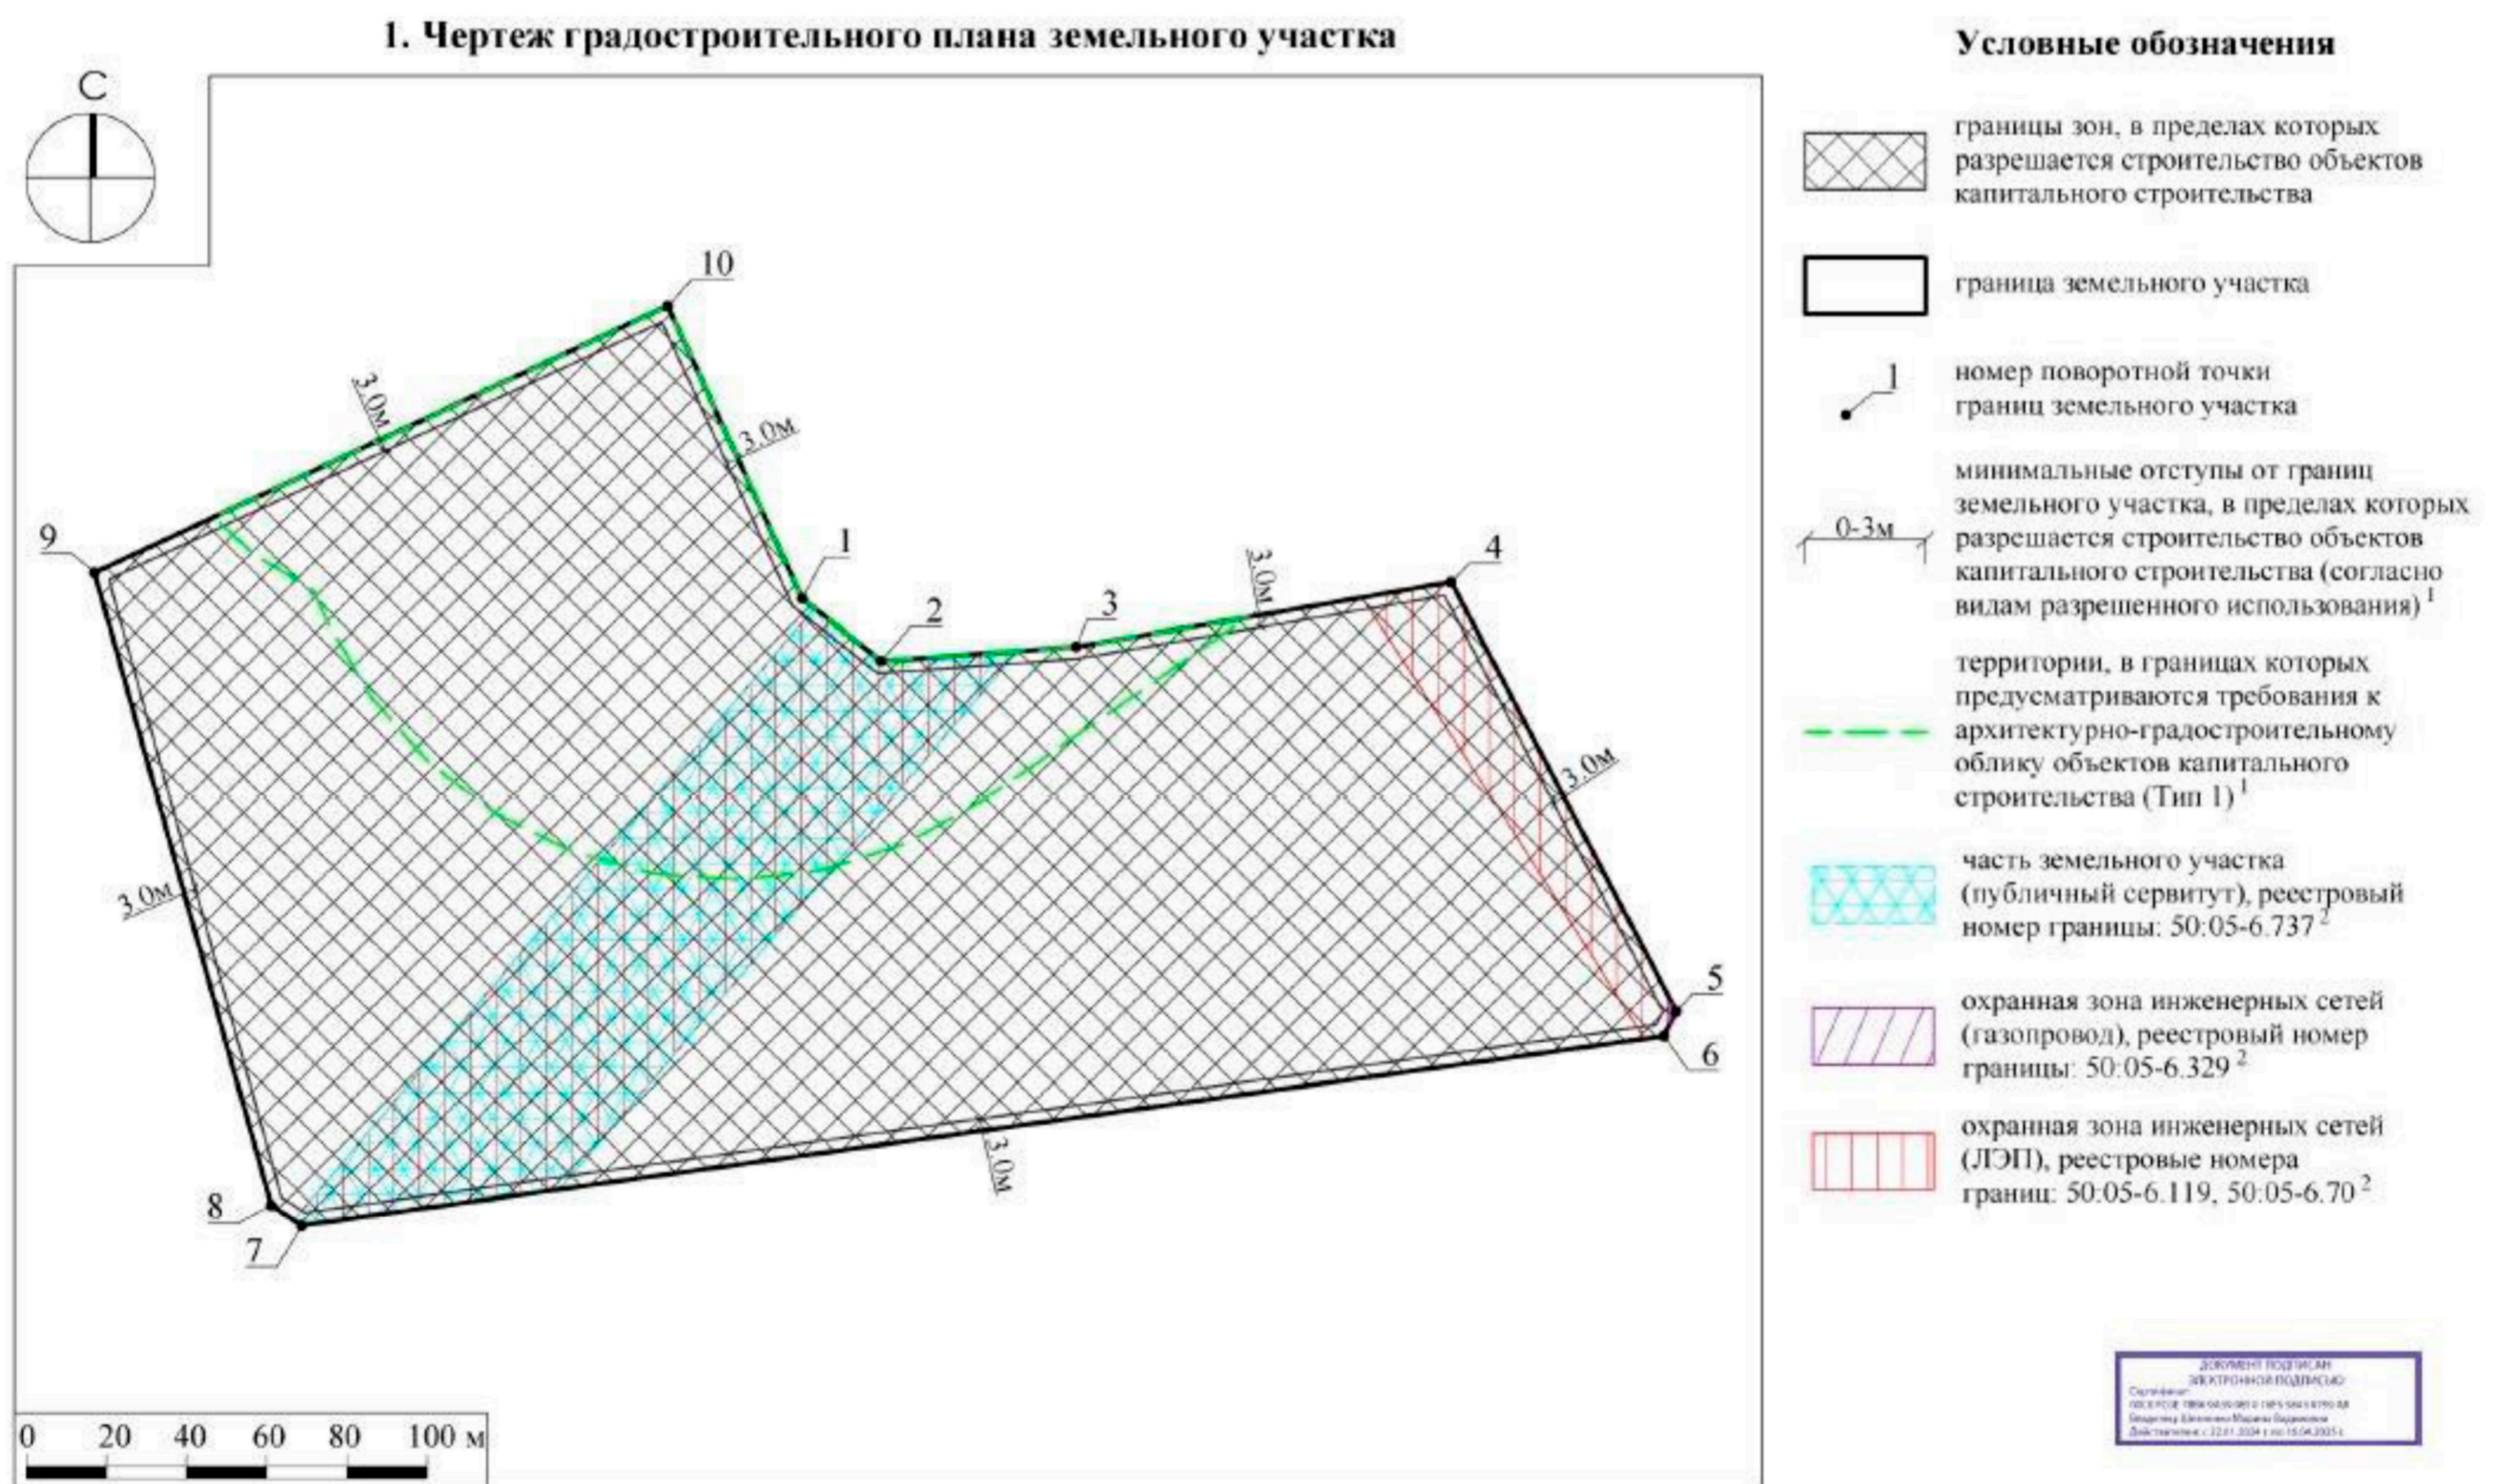 1. Чертеж градостроительного плана земельного участка
С
10
3.0м
3.0м
9
1
2
3
3.0м
4
3.0м
3.0м
5
6
3.0м
8
7
0 20 40 60 80 100 м
Условные обозначения
границы зон, в пределах которых
разрешается строительство объектов
капитального строительства
граница земельного участка
1
номер поворотной точки
границ земельного участка
0-3м
минимальные отступы от границ
земельного участка, в пределах которых
разрешается строительство объектов
капитального строительства (согласно
видам разрешенного использования) 1
территории, в границах которых
предусматриваются требования к
архитектурно-градостроительному
облику объектов капитального
строительства (Тип 1) 1
часть земельного участка
(публичный сервитут), реестровый
номер границы: 50:05-6.737 2
охранная зона инженерных сетей
(газопровод), реестровый номер
границы: 50:05-6.329 2
охранная зона инженерных сетей
(ЛЭП), реестровые номера
границ: 50:05-6.119, 50:05-6.70 2
ДОКУМЕНТ ПОДПИСАН
ЭЛЕКТРОННОЙ ПОДПИСЬЮ
Сертификат:
Владелец:
Действителен: с